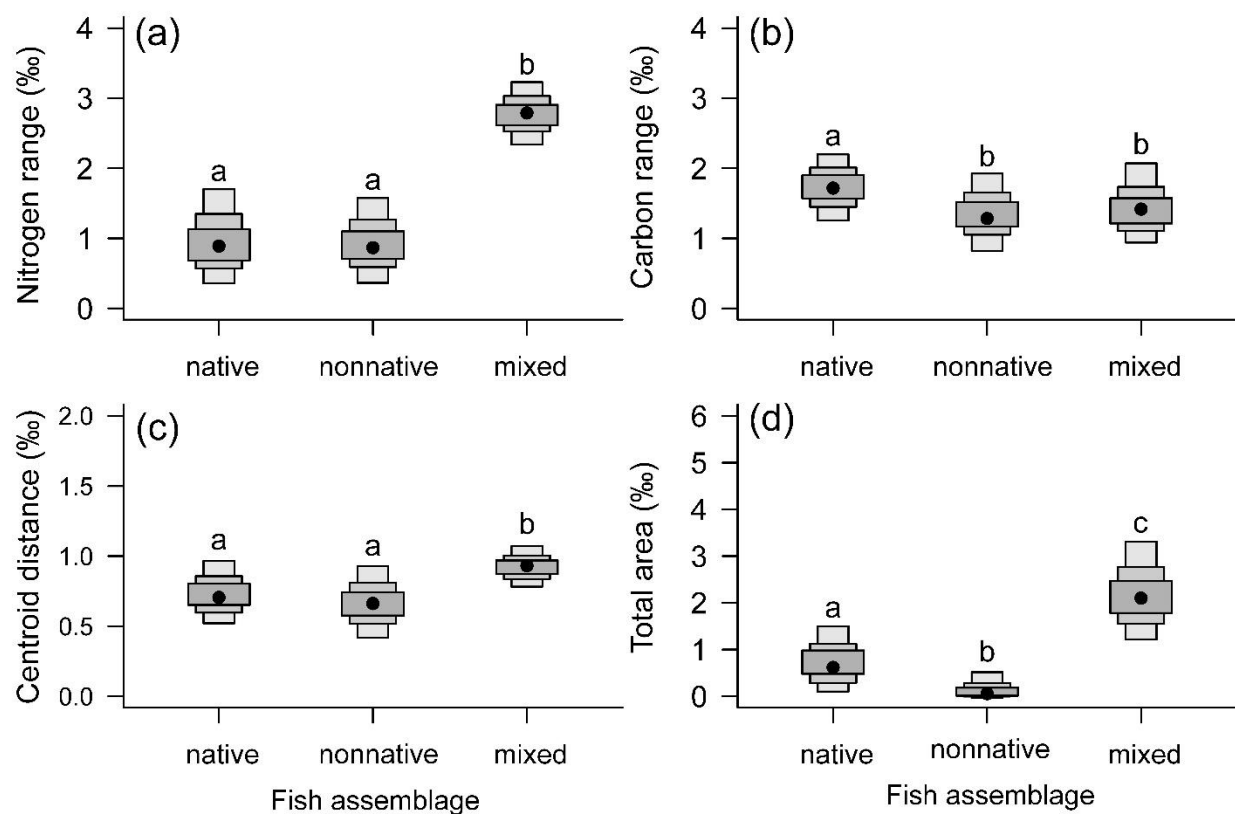 (a)
Nitrogen range (‰)
4
3
2
1
0
a
a
b
native nonnative mixed
(b)
Carbon range (‰)
4
3
2
1
0
a
b
b
native nonnative mixed
(c)
Centroid distance (‰)
2.0
1.5
1.0
0.5
0.0
a
a
b
native nonnative mixed
Fish assemblage
(d)
Total area (‰)
6
5
4
3
2
1
0
a
b
c
native nonnative mixed
Fish assemblage